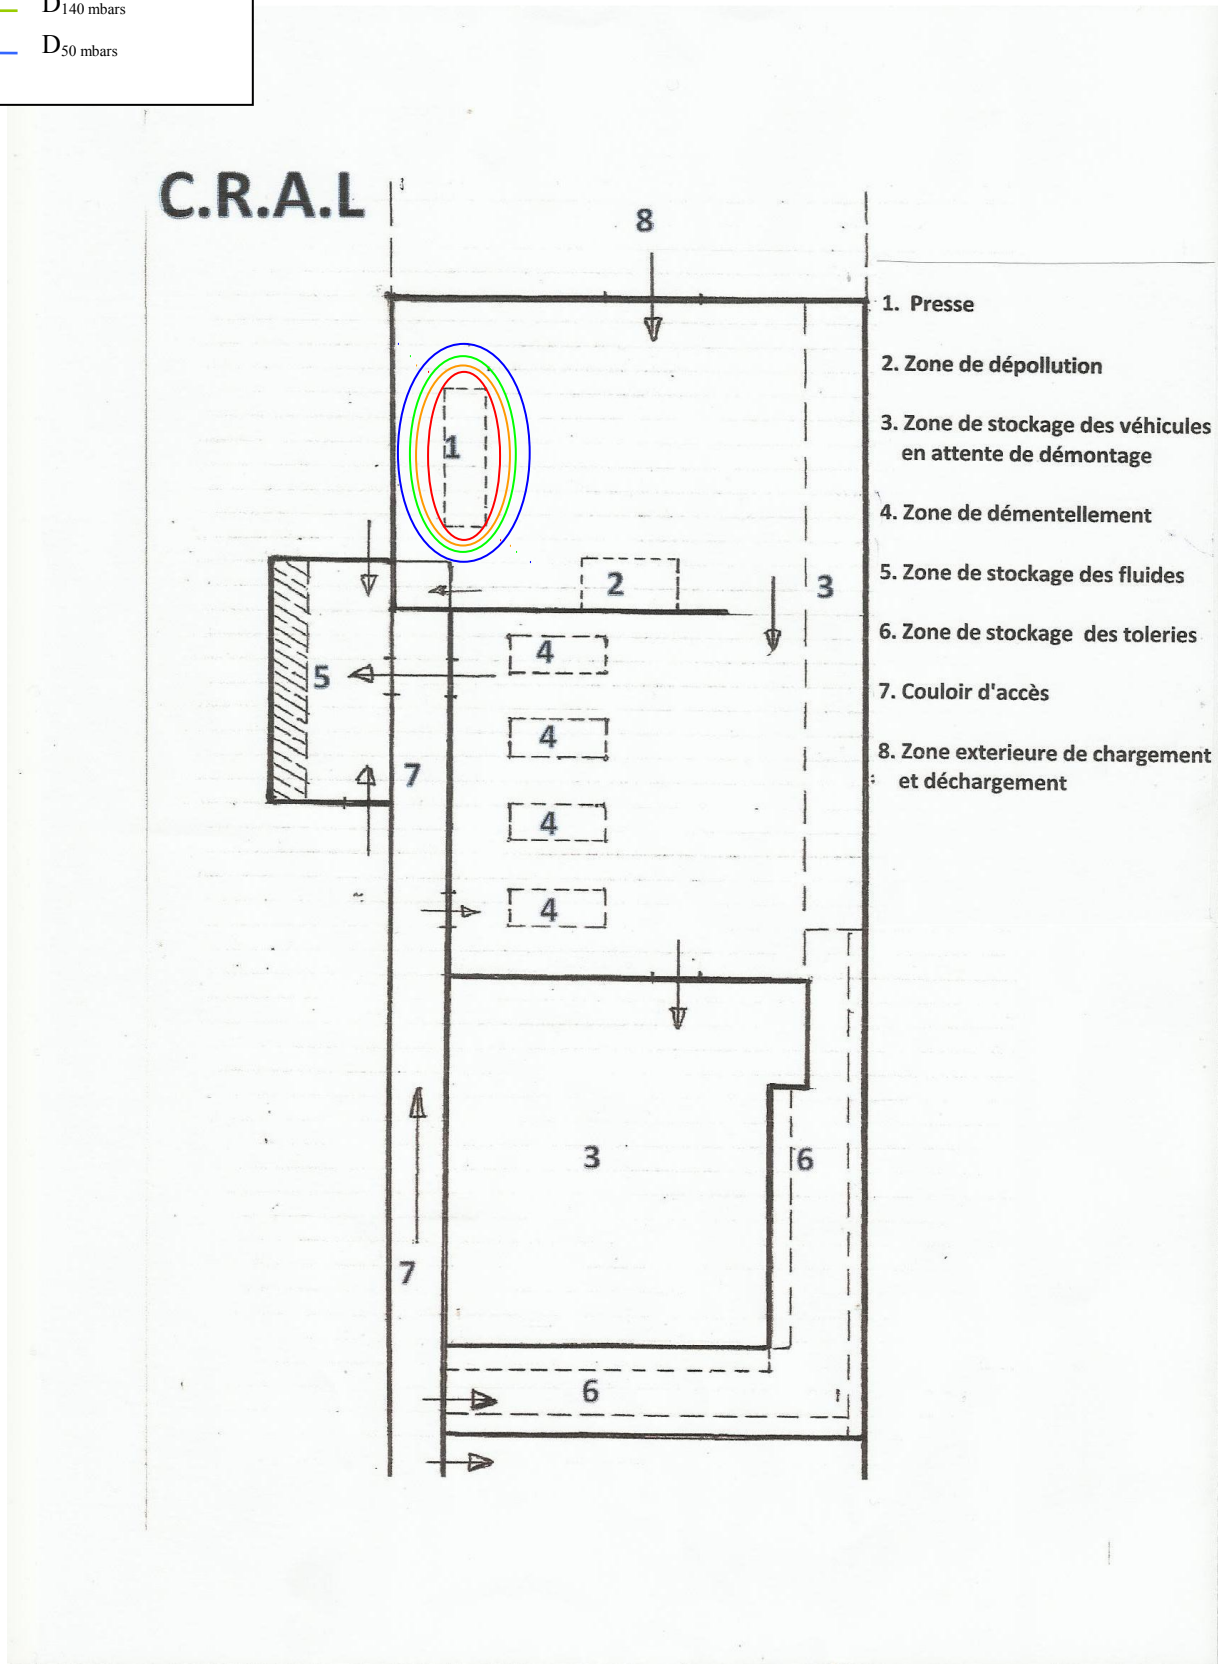 D140 mbars
D50 mbars
C.R.A.L
8
1. Presse
2. Zone de dépollution
3. Zone de stockage des véhicules
en attente de démontage
4. Zone de démentellement
5. Zone de stockage des fluides
6. Zone de stockage des toleries
7. Couloir d'accès
8. Zone exterieure de chargement
et déchargement
1
2
3
4
5
4
7
4
4
3
6
7
6